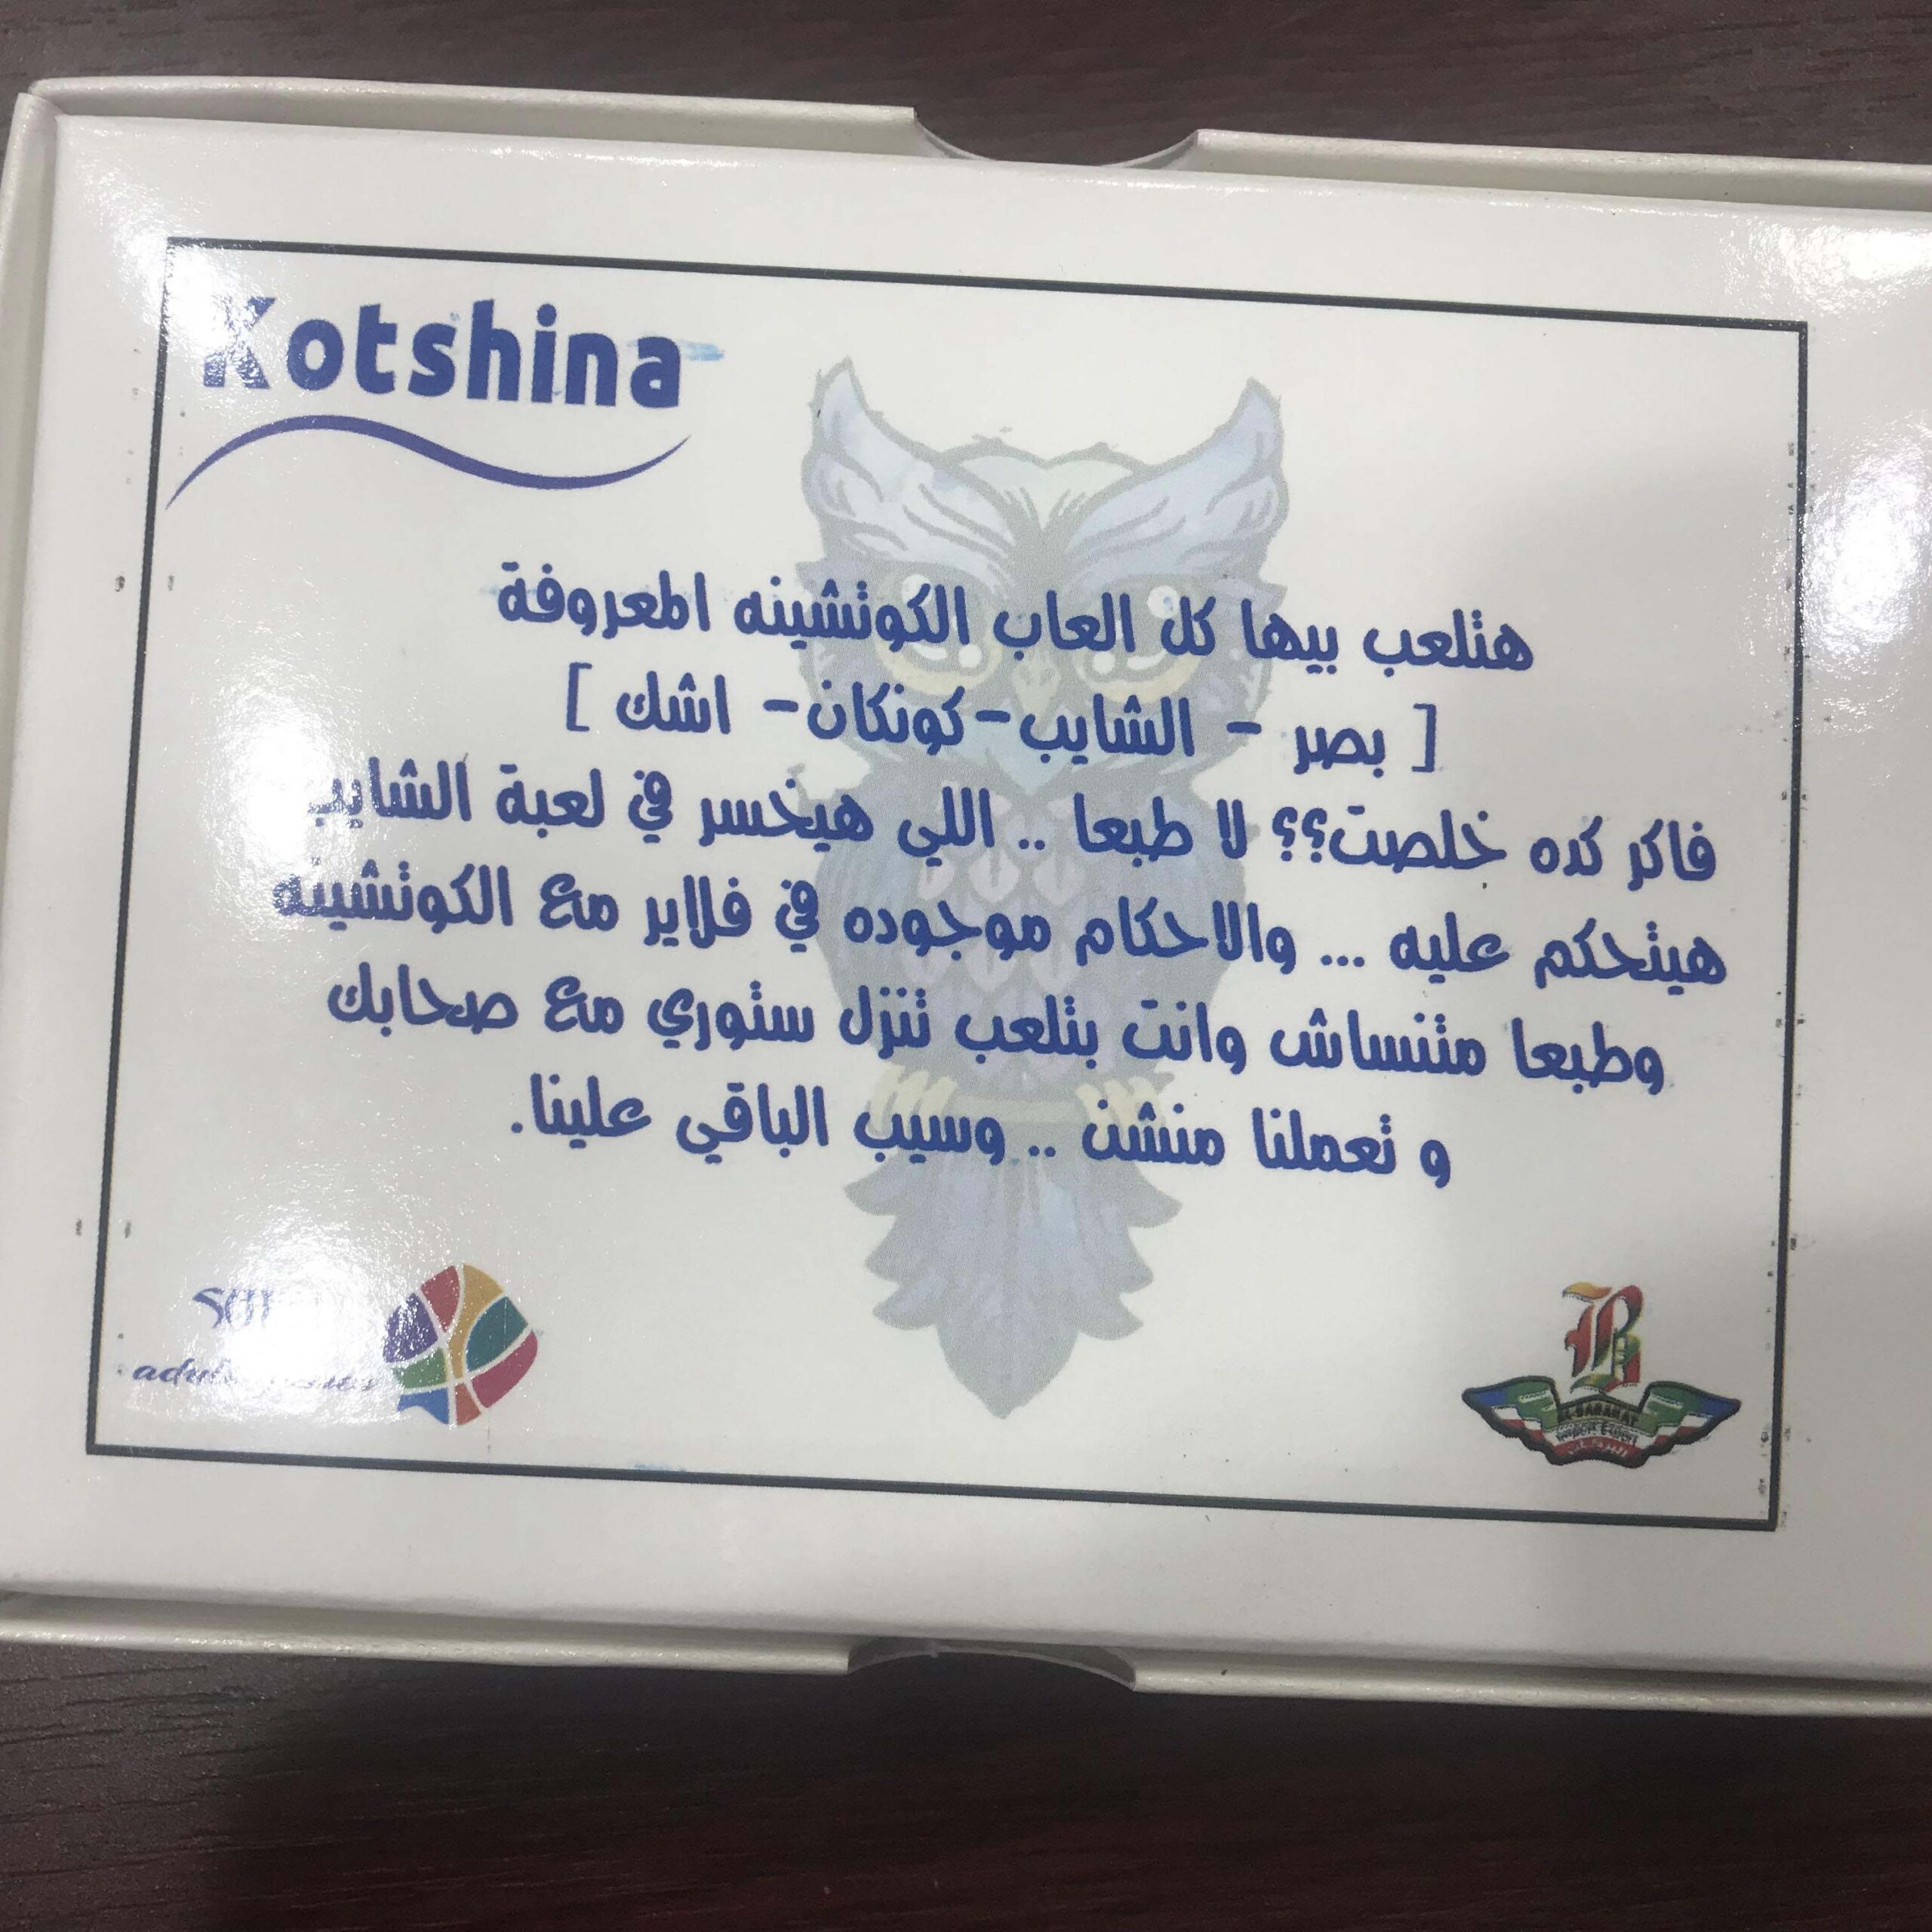 Kotshina
هتلعب بيها كل العاب الكوتشينه المعروفة
[ بصر - الشايب - كونكان - اشك ]
فاكر كده خلصت؟؟ لا طبعا .. اللي هيخسر في لعبة الشايب
هيتحكم عليه ... والاحكام موجوده في فلاير مع الكوتشينه
وطبعا متنساش وانت بتلعب تنزل ستوري مع صحابك
و تعملنا منشن .. وسيب الباقي علينا.
B
AL-BARAKAT